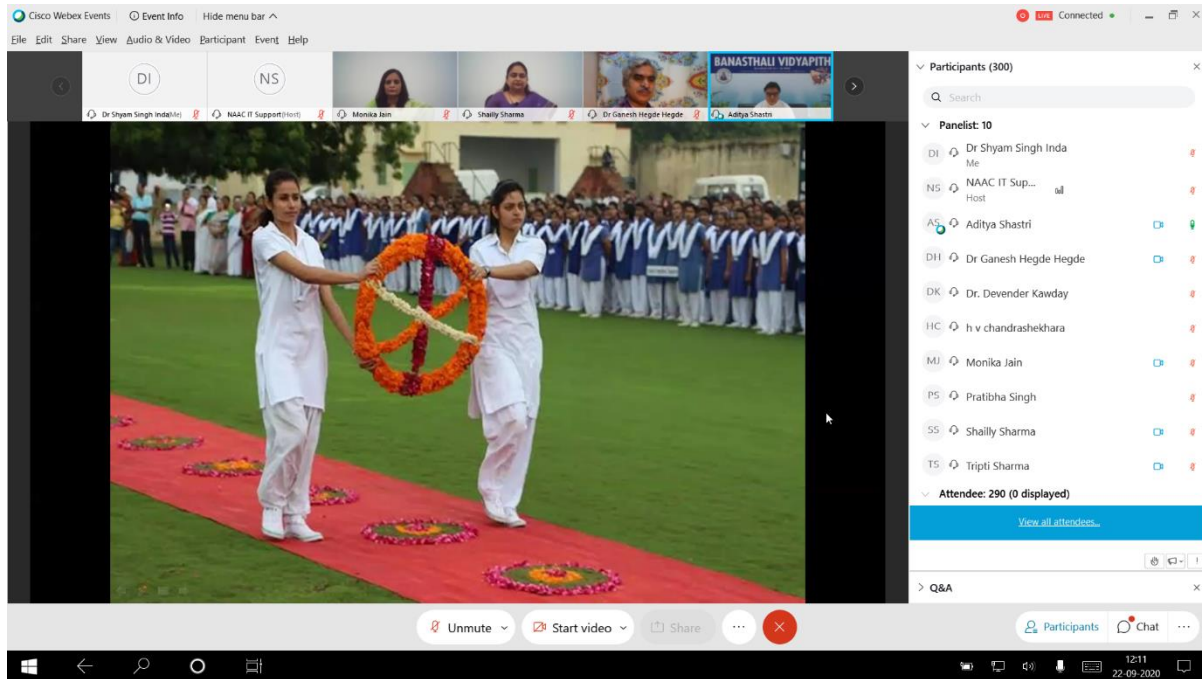 Cisco Webex Events
Event Info
Hide menu bar
LIVE Connected
File Edit Share View Audio & Video Participant Event Help
DI
NS
BANASTHALI VIDYAPITH
Dr Shyam Singh Inda(Me)
NAAC IT Support(Host)
Monika Jain
Shailly Sharma
Dr Ganesh Hegde Hegde
Aditya Shastri
Participants (300)
Search
Panelist: 10
DI Dr Shyam Singh Inda
Me
NS NAAC IT Sup...
Host
AS Aditya Shastri
DH Dr Ganesh Hegde Hegde
DK Dr. Devender Kawday
HC h v chandrashekhara
MJ Monika Jain
PS Pratibha Singh
SS Shailly Sharma
TS Tripti Sharma
Attendee: 290 (0 displayed)
View all attendees...
Q&A
Unmute
Start video
Share
Participants
Chat
12:11
22-09-2020